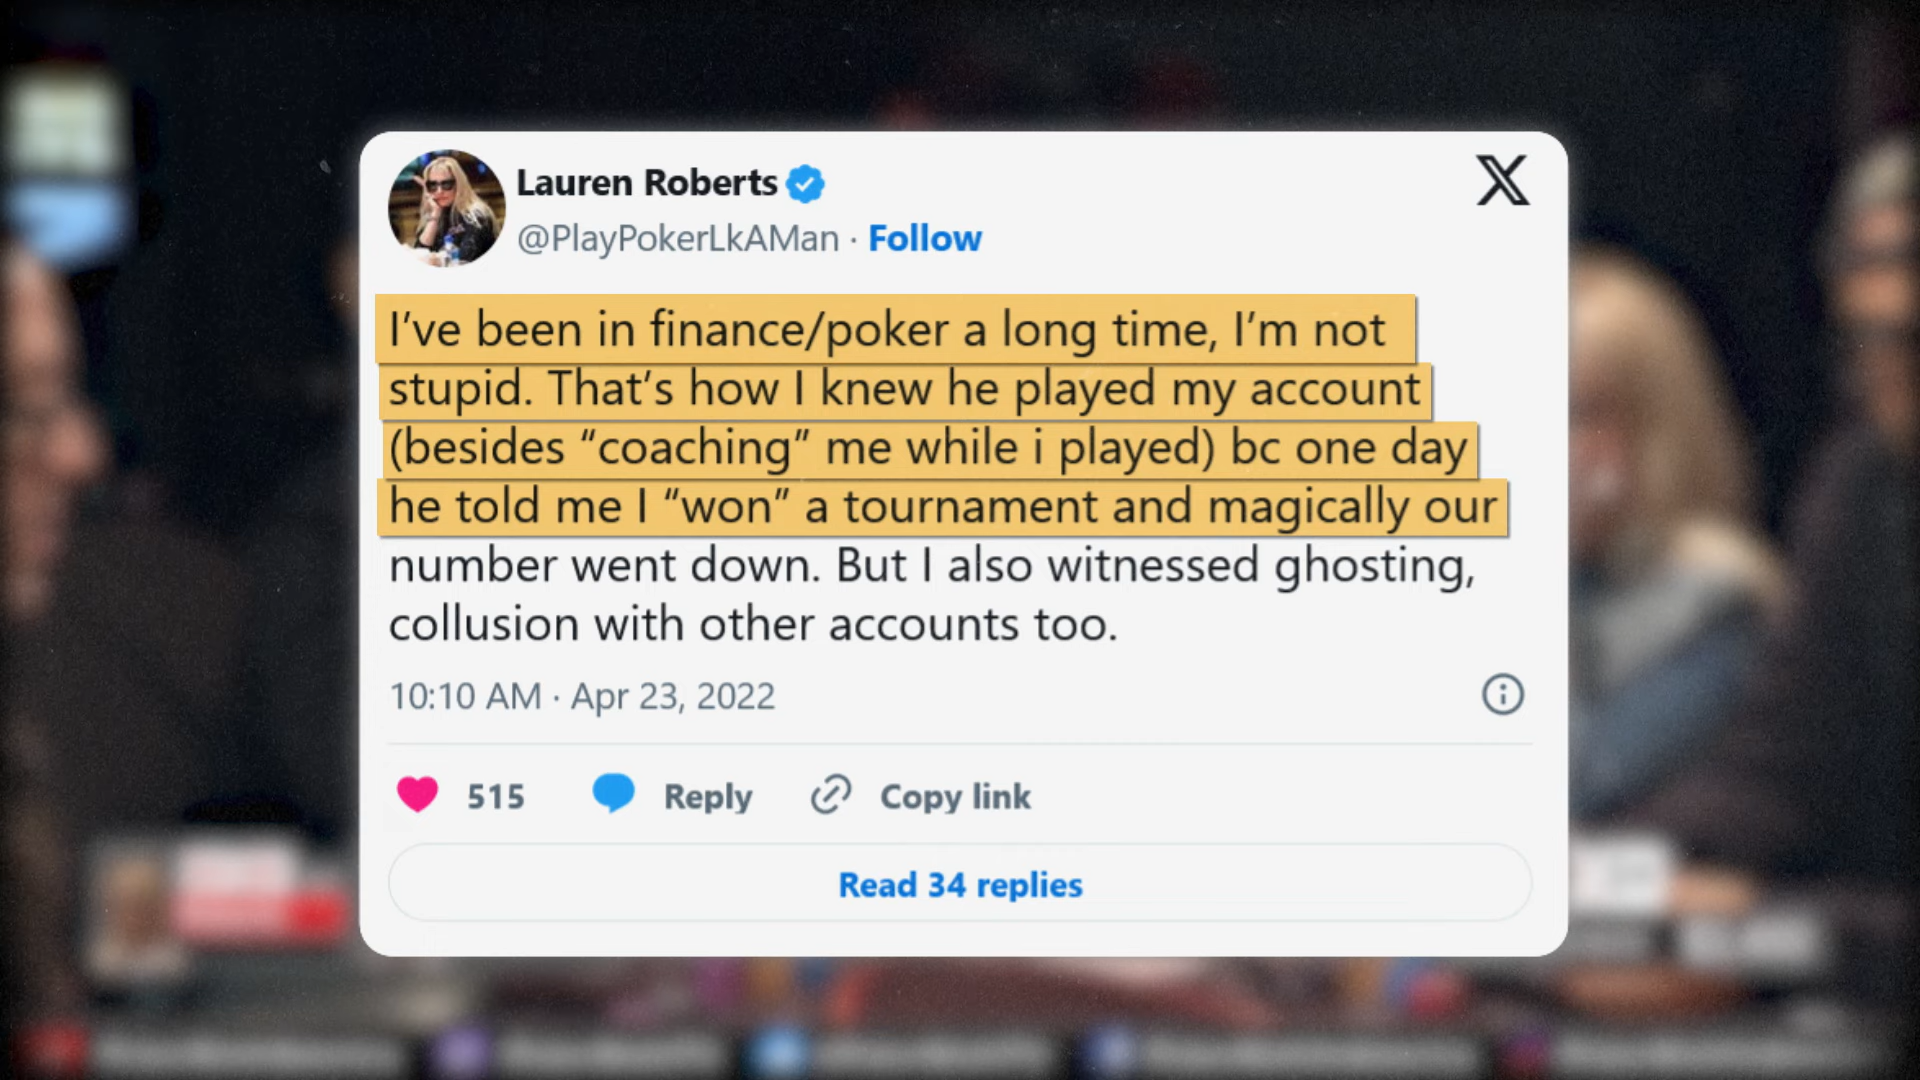 Lauren Roberts
@PlayPokerLkAMan · Follow
I’ve been in finance/poker a long time, I’m not
stupid. That’s how I knew he played my account
(besides “coaching” me while i played) bc one day
he told me I “won” a tournament and magically our
number went down. But I also witnessed ghosting,
collusion with other accounts too.
10:10 AM · Apr 23, 2022
515 Reply Copy link
Read 34 replies